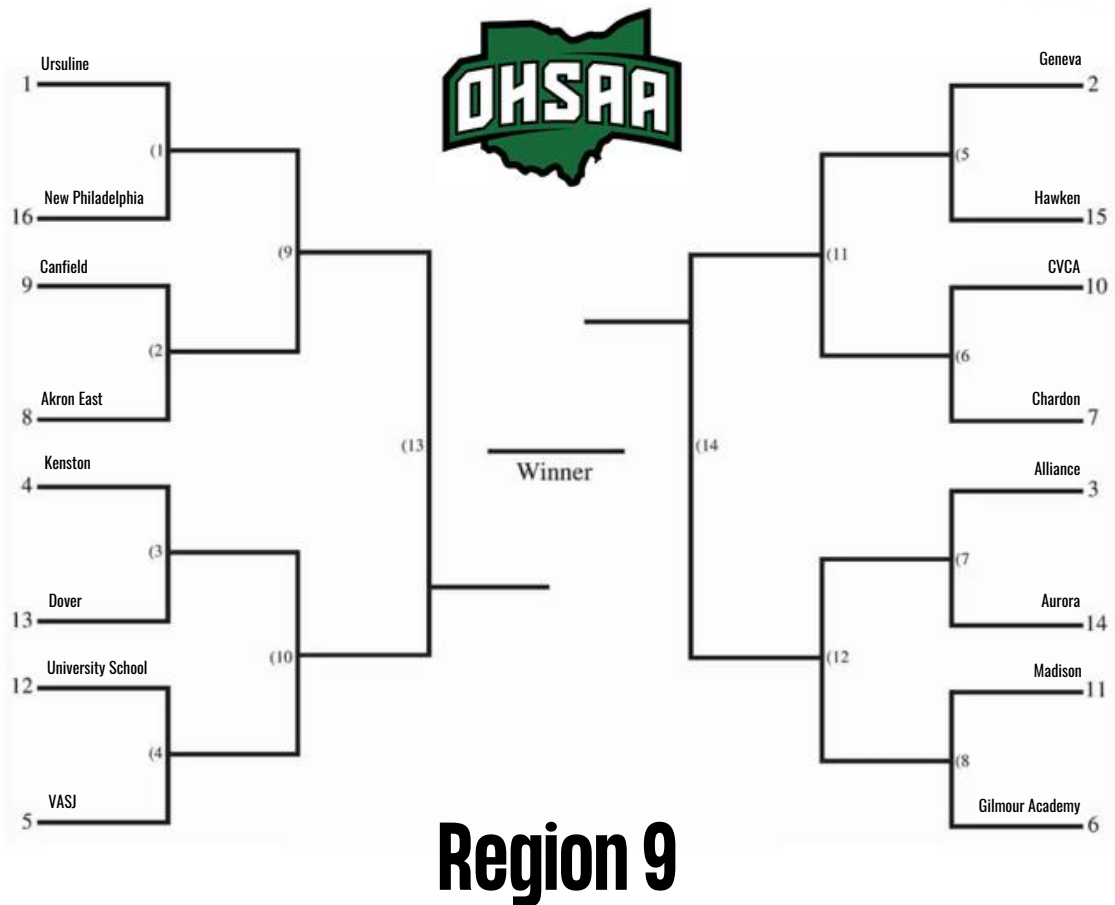 OHSAA
Ursuline
1
(1
New Philadelphia
16
(9
Canfield
9
(2
Akron East
8
(13
Kenston
4
(3
Dover
13
(10
University School
12
(4
VASJ
5
Winner
Geneva
2
(5
Hawken
15
(11
CVCA
10
(6
Chardon
7
(14
Alliance
3
(7
Aurora
14
(12
Madison
11
(8
Gilmour Academy
6
Region 9